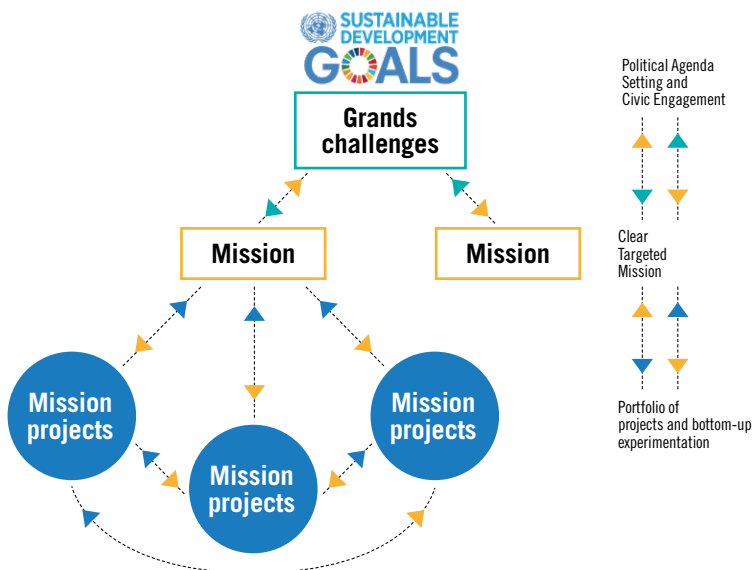 SUSTAINABLE
DEVELOPMENT
GOALS
Grands
challenges
Mission
Mission
Mission
projects
Mission
projects
Mission
projects
Political Agenda
Setting and
Civic Engagement
Clear
Targeted
Mission
Portfolio of
projects and bottom-up
experimentation